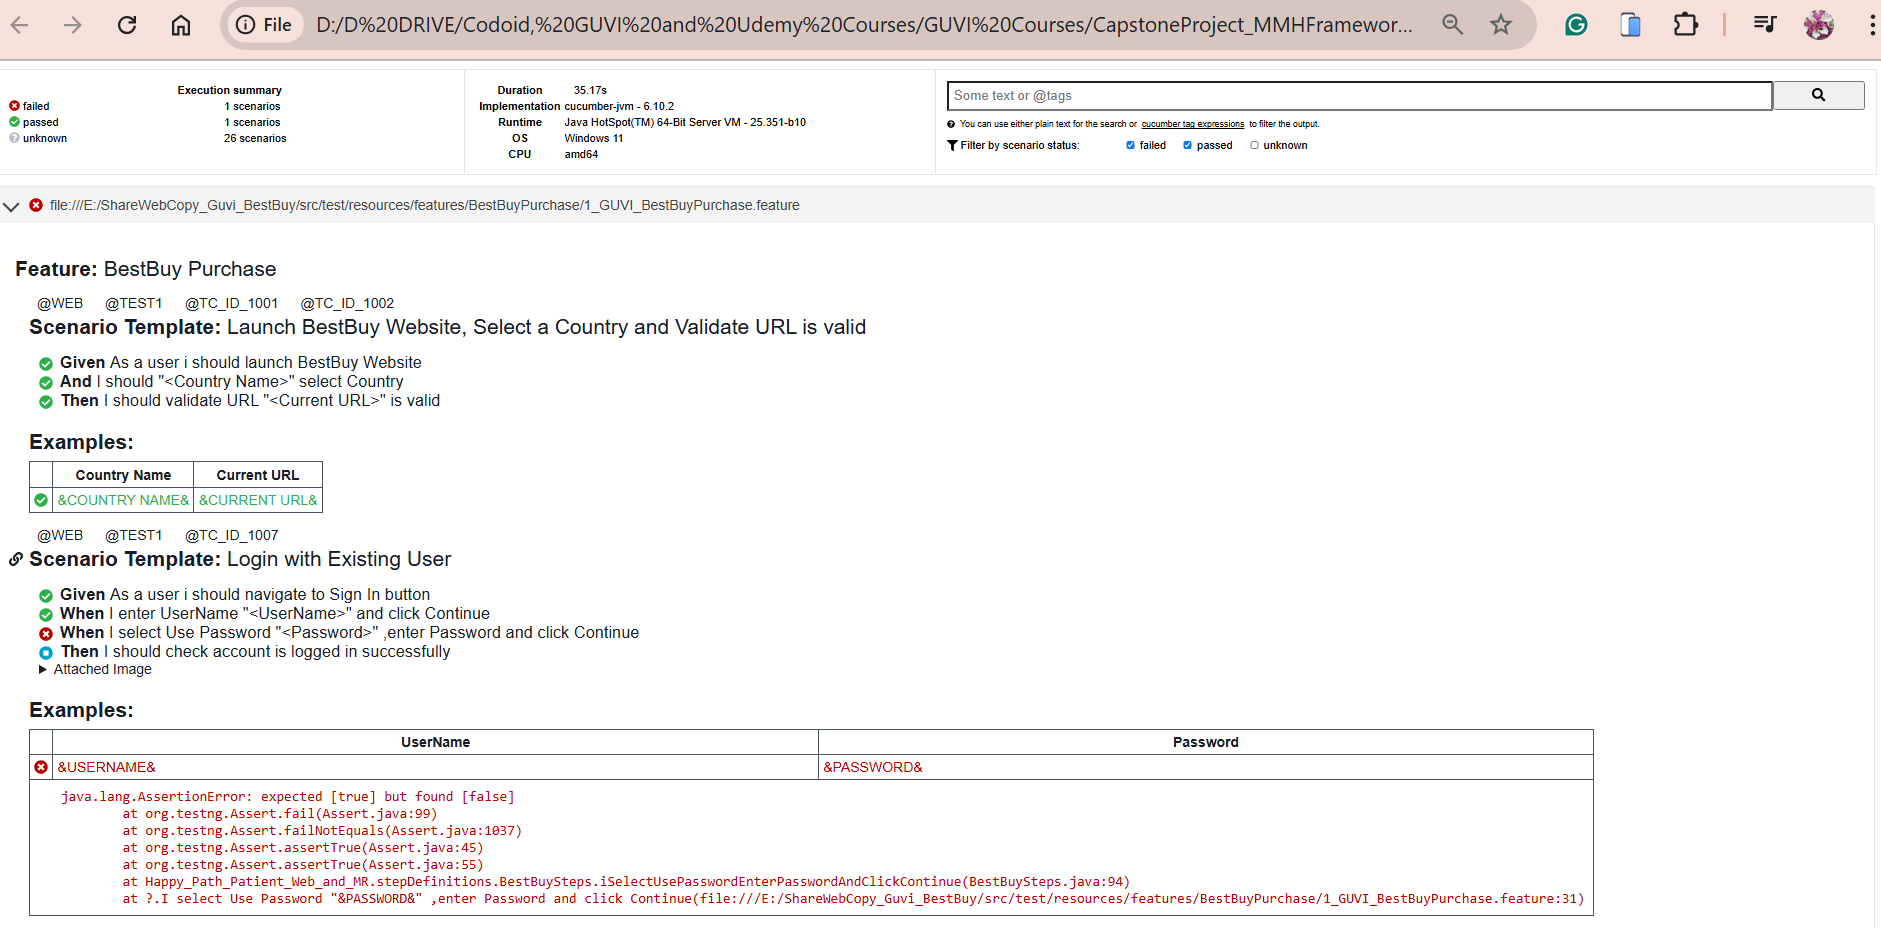 File
D:/D%20DRIVE/Codoid,%20GUVI%20and%20Udemy%20Courses/GUVI%20Courses/CapstoneProject_MMHFramewor...
Execution summary
failed 1 scenarios
passed 1 scenarios
unknown 26 scenarios
Duration 35.17s
Implementation cucumber-jvm - 6.10.2
Runtime Java HotSpot(TM) 64-Bit Server VM - 25.351-b10
OS Windows 11
CPU amd64
Some text or @tags
You can use either plain text for the search or cucumber tag expressions to filter the output.
Filter by scenario status: failed passed unknown
file:///E:/ShareWebCopy_Guvi_BestBuy/src/test/resources/features/BestBuyPurchase/1_GUVI_BestBuyPurchase.feature
Feature: BestBuy Purchase
@WEB @TEST1 @TC_ID_1001 @TC_ID_1002
Scenario Template: Launch BestBuy Website, Select a Country and Validate URL is valid
Given As a user i should launch BestBuy Website
And I should "<Country Name>" select Country
Then I should validate URL "<Current URL>" is valid
Examples:
Country Name Current URL
&COUNTRY NAME& &CURRENT URL&
@WEB @TEST1 @TC_ID_1007
Scenario Template: Login with Existing User
Given As a user i should navigate to Sign In button
When I enter UserName "<UserName>" and click Continue
When I select Use Password "<Password>" ,enter Password and click Continue
Then I should check account is logged in successfully
Attached Image
Examples:
UserName Password
&USERNAME& &PASSWORD&
java.lang.AssertionError: expected [true] but found [false]
at org.testng.Assert.fail(Assert.java:99)
at org.testng.Assert.failNotEquals(Assert.java:1037)
at org.testng.Assert.assertTrue(Assert.java:45)
at org.testng.Assert.assertTrue(Assert.java:55)
at Happy_Path_Patient_Web_and_MR.stepDefinitions.BestBuySteps.iSelectUsePasswordEnterPasswordAndClickContinue(BestBuySteps.java:94)
at ?.I select Use Password "&PASSWORD&" ,enter Password and click Continue(file:///E:/ShareWebCopy_Guvi_BestBuy/src/test/resources/features/BestBuyPurchase/1_GUVI_BestBuyPurchase.feature:31)